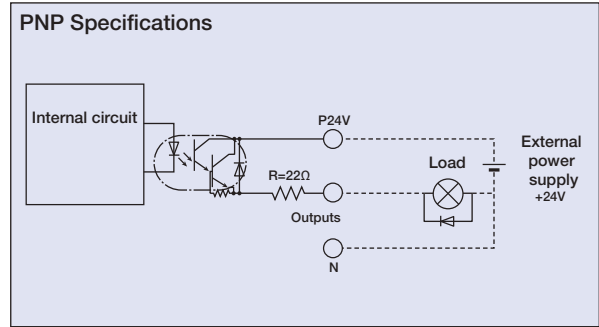 PNP Specifications
Internal circuit
P24V
External
power
supply
+24V
Load
R=22Ω
Outputs
N